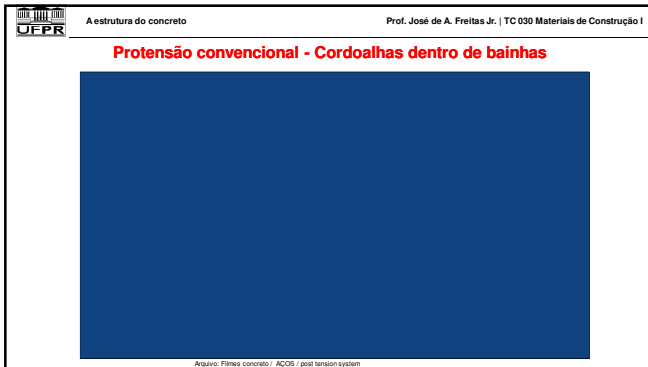 UFPR
A estrutura do concreto
Prof. José de A. Freitas Jr. | TC 030 Materiais de Construção I
Protensão convencional - Cordoalhas dentro de bainhas
Arquivo: Filmes concreto / AÇOS / post tension system